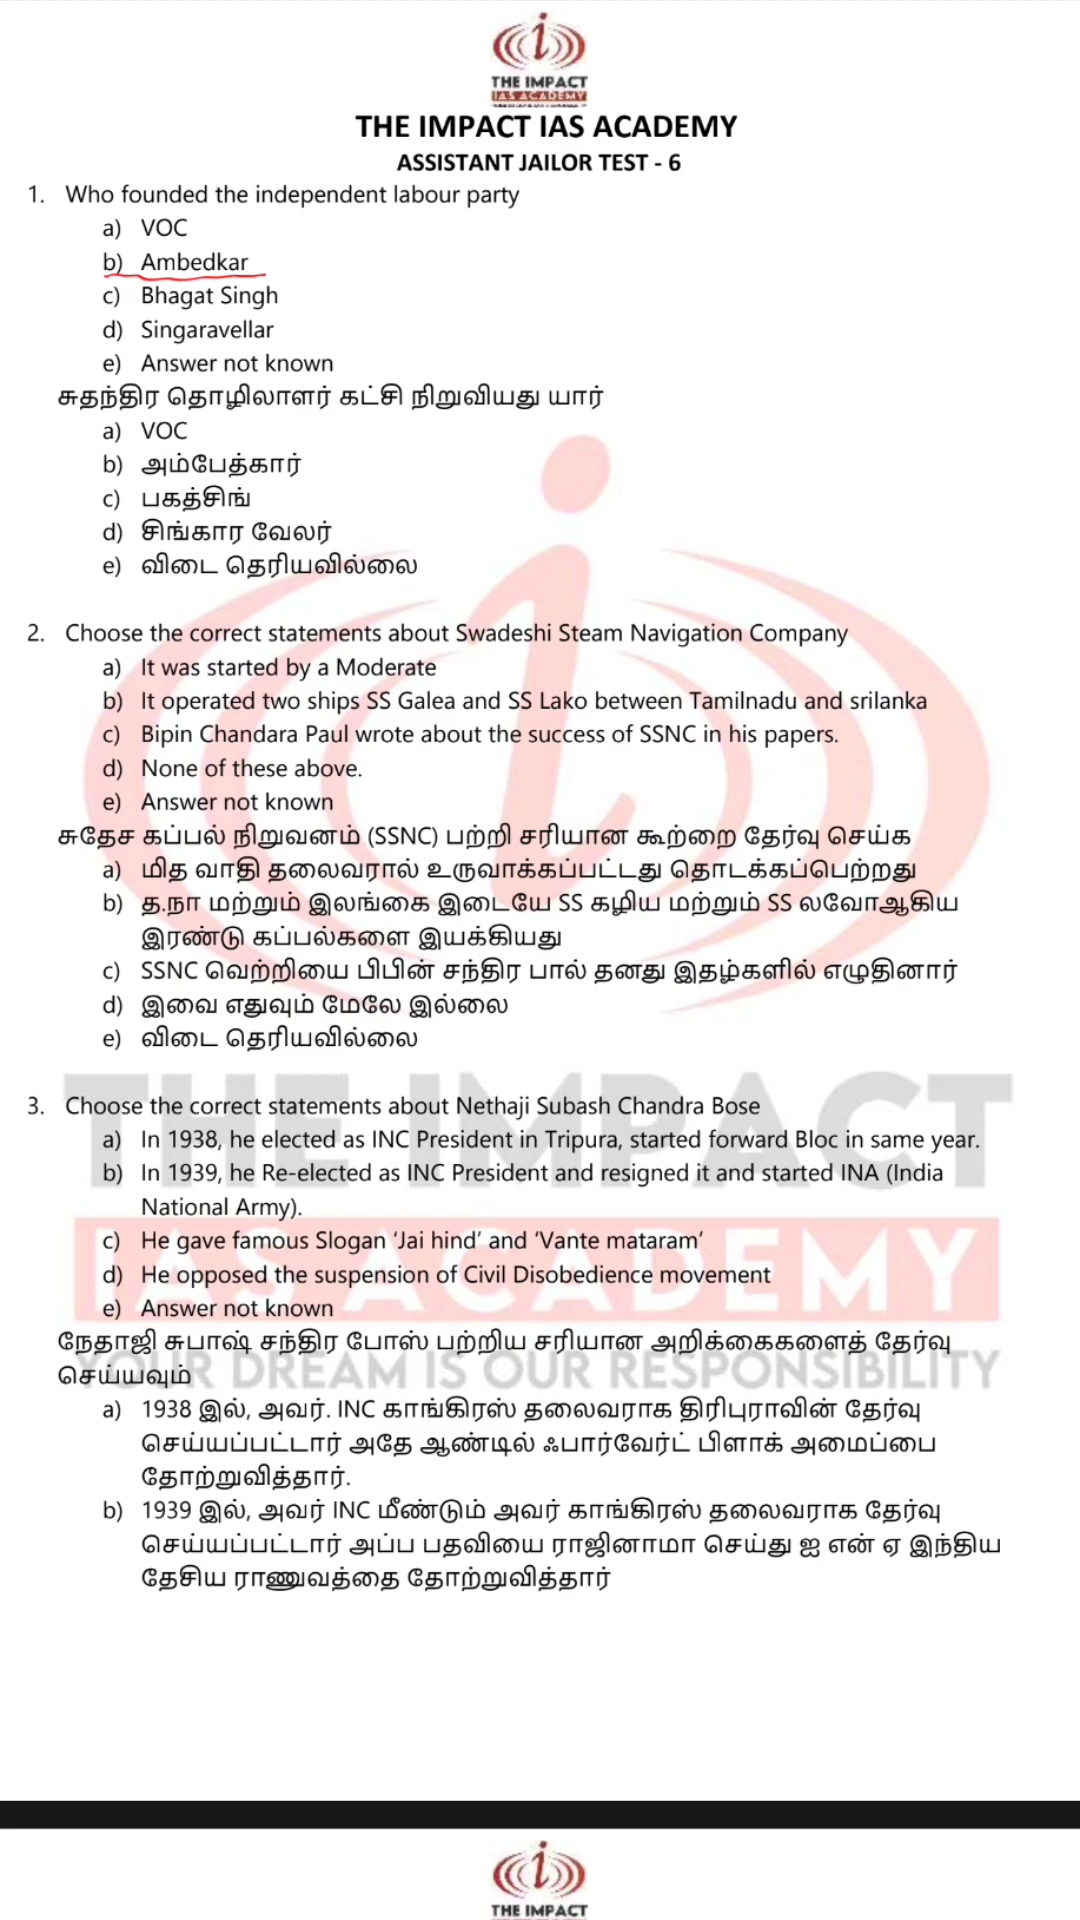 THE IMPACT
IAS ACADEMY
THE IMPACT IAS ACADEMY
ASSISTANT JAILOR TEST - 6
1. Who founded the independent labour party
a) VOC
b) Ambedkar
c) Bhagat Singh
d) Singaravellar
e) Answer not known
சுதந்திர தொழிலாளர் கட்சி நிறுவியது யார்
a) VOC
b) அம்பேத்கார்
c) பகத்சிங்
d) சிங்கார வேலர்
e) விடை தெரியவில்லை
2. Choose the correct statements about Swadeshi Steam Navigation Company
a) It was started by a Moderate
b) It operated two ships SS Galea and SS Lako between Tamilnadu and srilanka
c) Bipin Chandara Paul wrote about the success of SSNC in his papers.
d) None of these above.
e) Answer not known
சுதேச கப்பல் நிறுவனம் (SSNC) பற்றி சரியான கூற்றை தேர்வு செய்க
a) மித வாதி தலைவரால் உருவாக்கப்பட்டது தொடக்கப்பெற்றது
b) த.நா மற்றும் இலங்கை இடையே SS கழிய மற்றும் SS லவோஆகிய
இரண்டு கப்பல்களை இயக்கியது
c) SSNC வெற்றியை பிபின் சந்திர பால் தனது இதழ்களில் எழுதினார்
d) இவை எதுவும் மேலே இல்லை
e) விடை தெரியவில்லை
3. Choose the correct statements about Nethaji Subash Chandra Bose
a) In 1938, he elected as INC President in Tripura, started forward Bloc in same year.
b) In 1939, he Re-elected as INC President and resigned it and started INA (India
National Army).
c) He gave famous Slogan ‘Jai hind’ and ‘Vante mataram’
d) He opposed the suspension of Civil Disobedience movement
e) Answer not known
நேதாஜி சுபாஷ் சந்திர போஸ் பற்றிய சரியான அறிக்கைகளைத் தேர்வு
செய்யவும்
a) 1938 இல், அவர். INC காங்கிரஸ் தலைவராக திரிபுராவின் தேர்வு
செய்யப்பட்டார் அதே ஆண்டில் ஃபார்வேர்ட் பிளாக் அமைப்பை
தோற்றுவித்தார்.
b) 1939 இல், அவர் INC மீண்டும் அவர் காங்கிரஸ் தலைவராக தேர்வு
செய்யப்பட்டார் அப்ப பதவியை ராஜினாமா செய்து ஐ என் ஏ இந்திய
தேசிய ராணுவத்தை தோற்றுவித்தார்
THE IMPACT
IAS ACADEMY
YOUR DREAM IS OUR RESPONSIBILITY
THE IMPACT